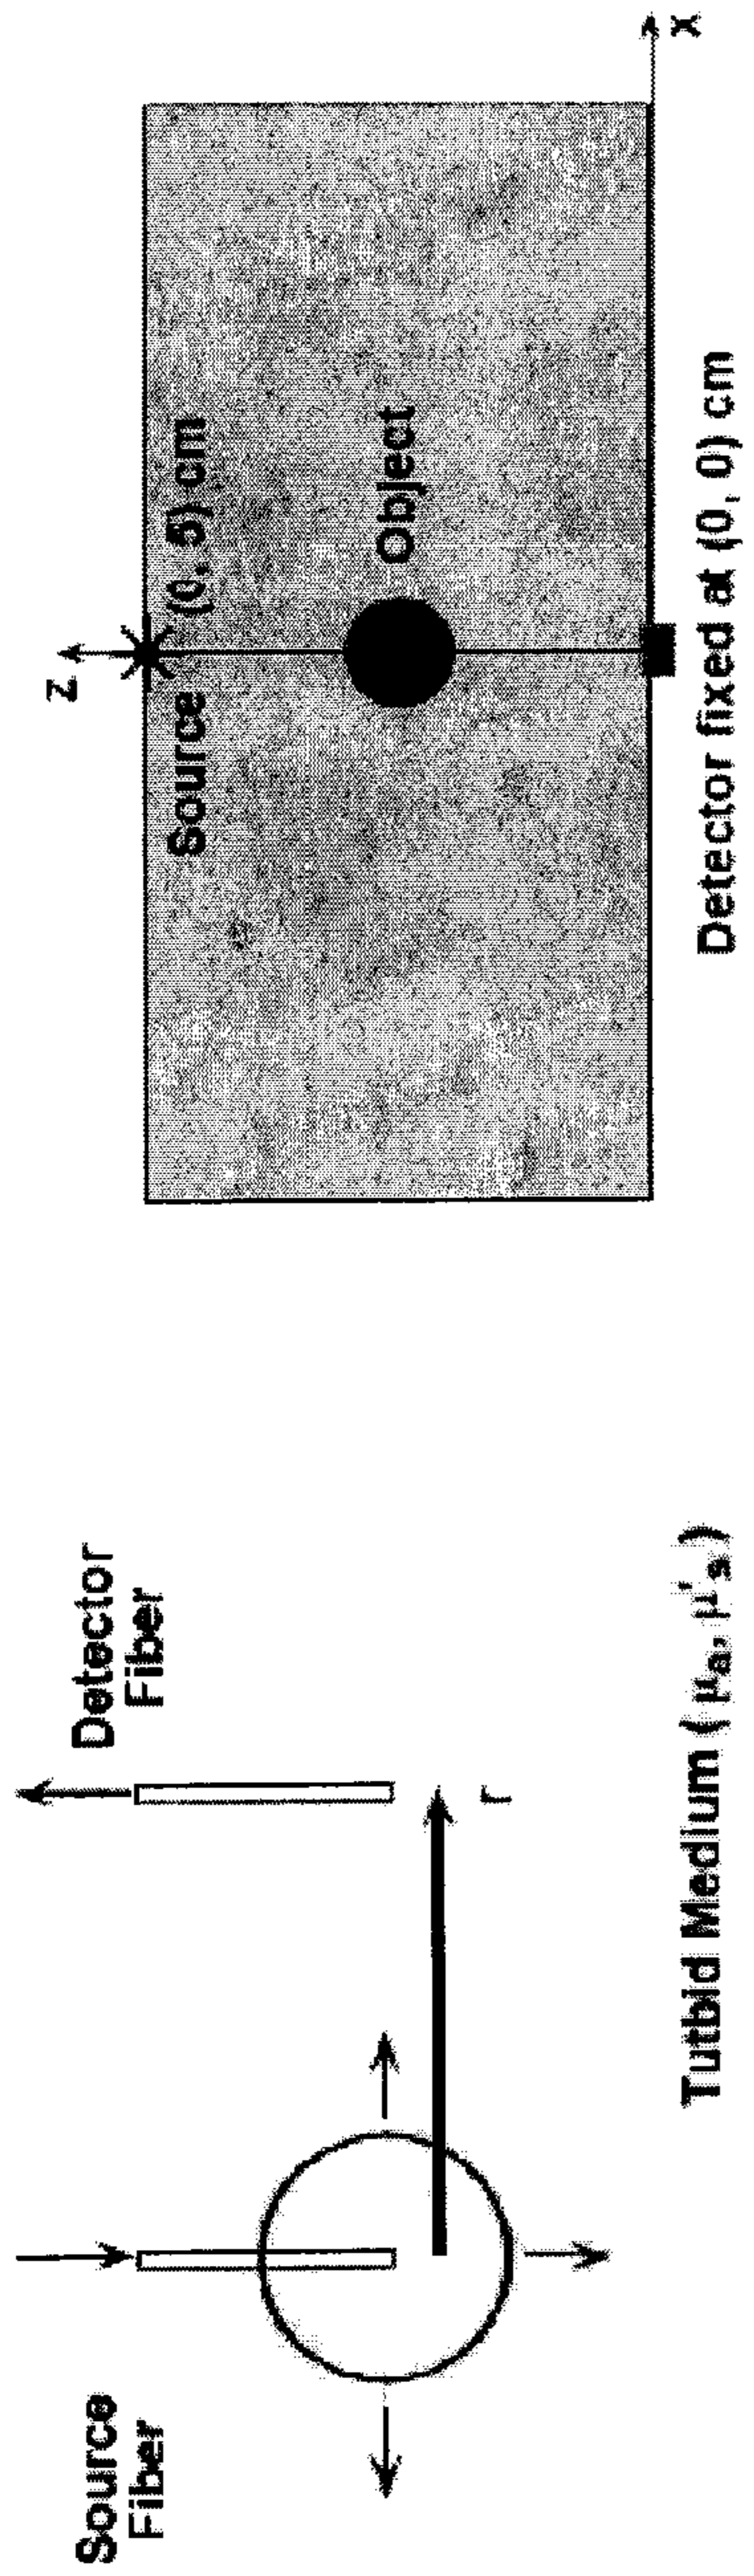 Source
Fiber
Detector
Fiber
r
Tutbid Medium ( μa, μ's )
Z
Source (0, 5) cm
Object
X
Detector fixed at (0, 0) cm